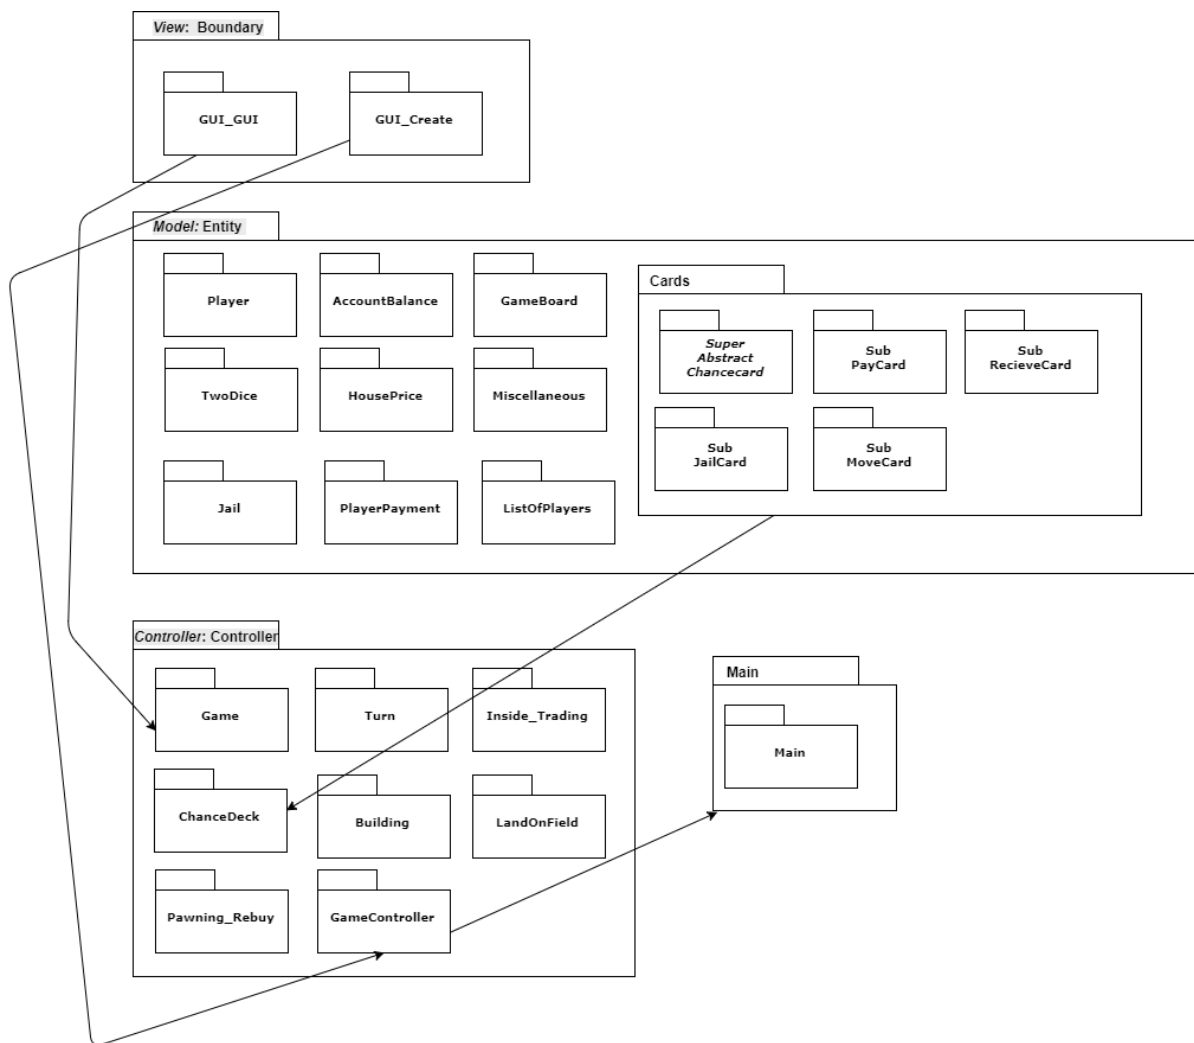 View:  Boundary
GUI_GUI
GUI_Create
Model: Entity
Player
AccountBalance
GameBoard
Cards
Super
Abstract
Chancecard
Sub
PayCard
Sub
RecieveCard
TwoDice
HousePrice
Miscellaneous
Sub
JailCard
Sub
MoveCard
Jail
PlayerPayment
ListOfPlayers
Controller: Controller
Game
Turn
Inside_Trading
Main
Main
ChanceDeck
Building
LandOnField
Pawning_Rebuy
GameController